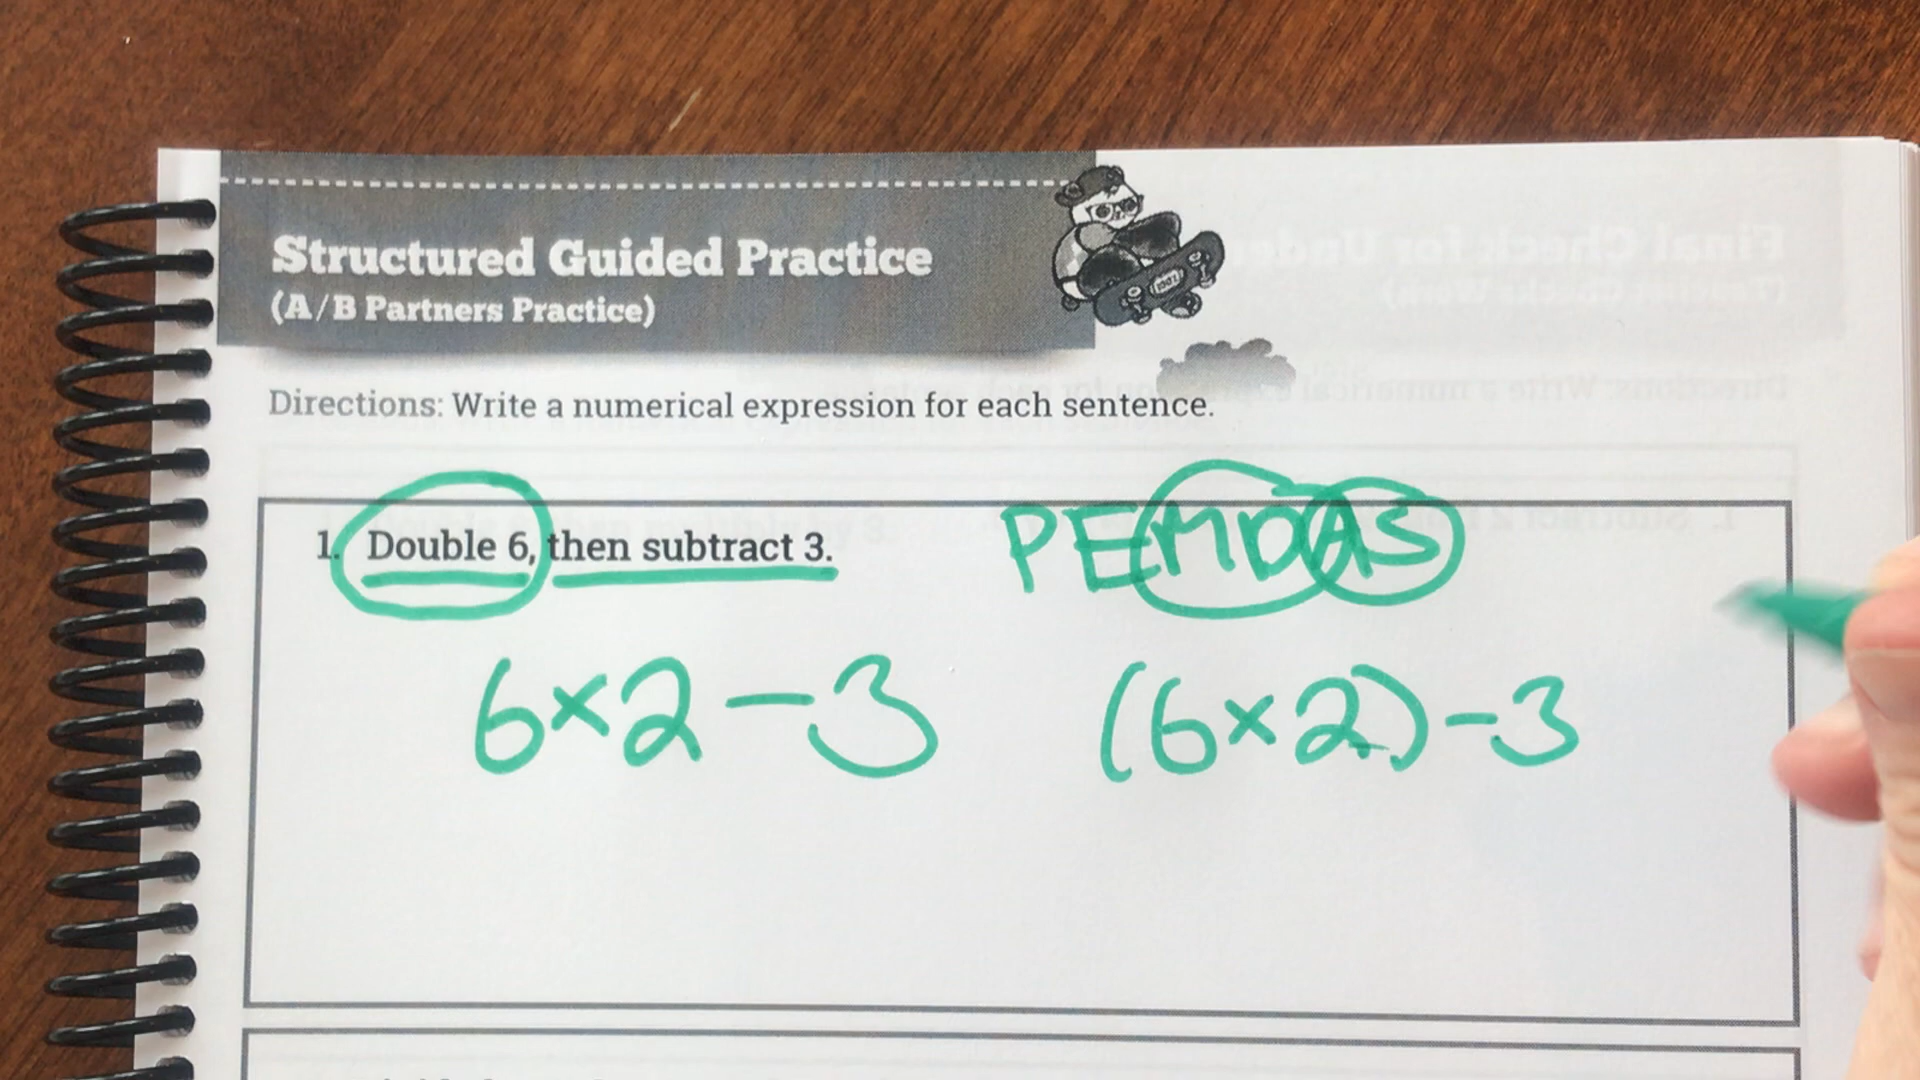 Structured Guided Practice
(A/B Partners Practice)
Directions: Write a numerical expression for each sentence.
1. Double 6, then subtract 3.
PEMDAS
6×2-3
(6×2)-3